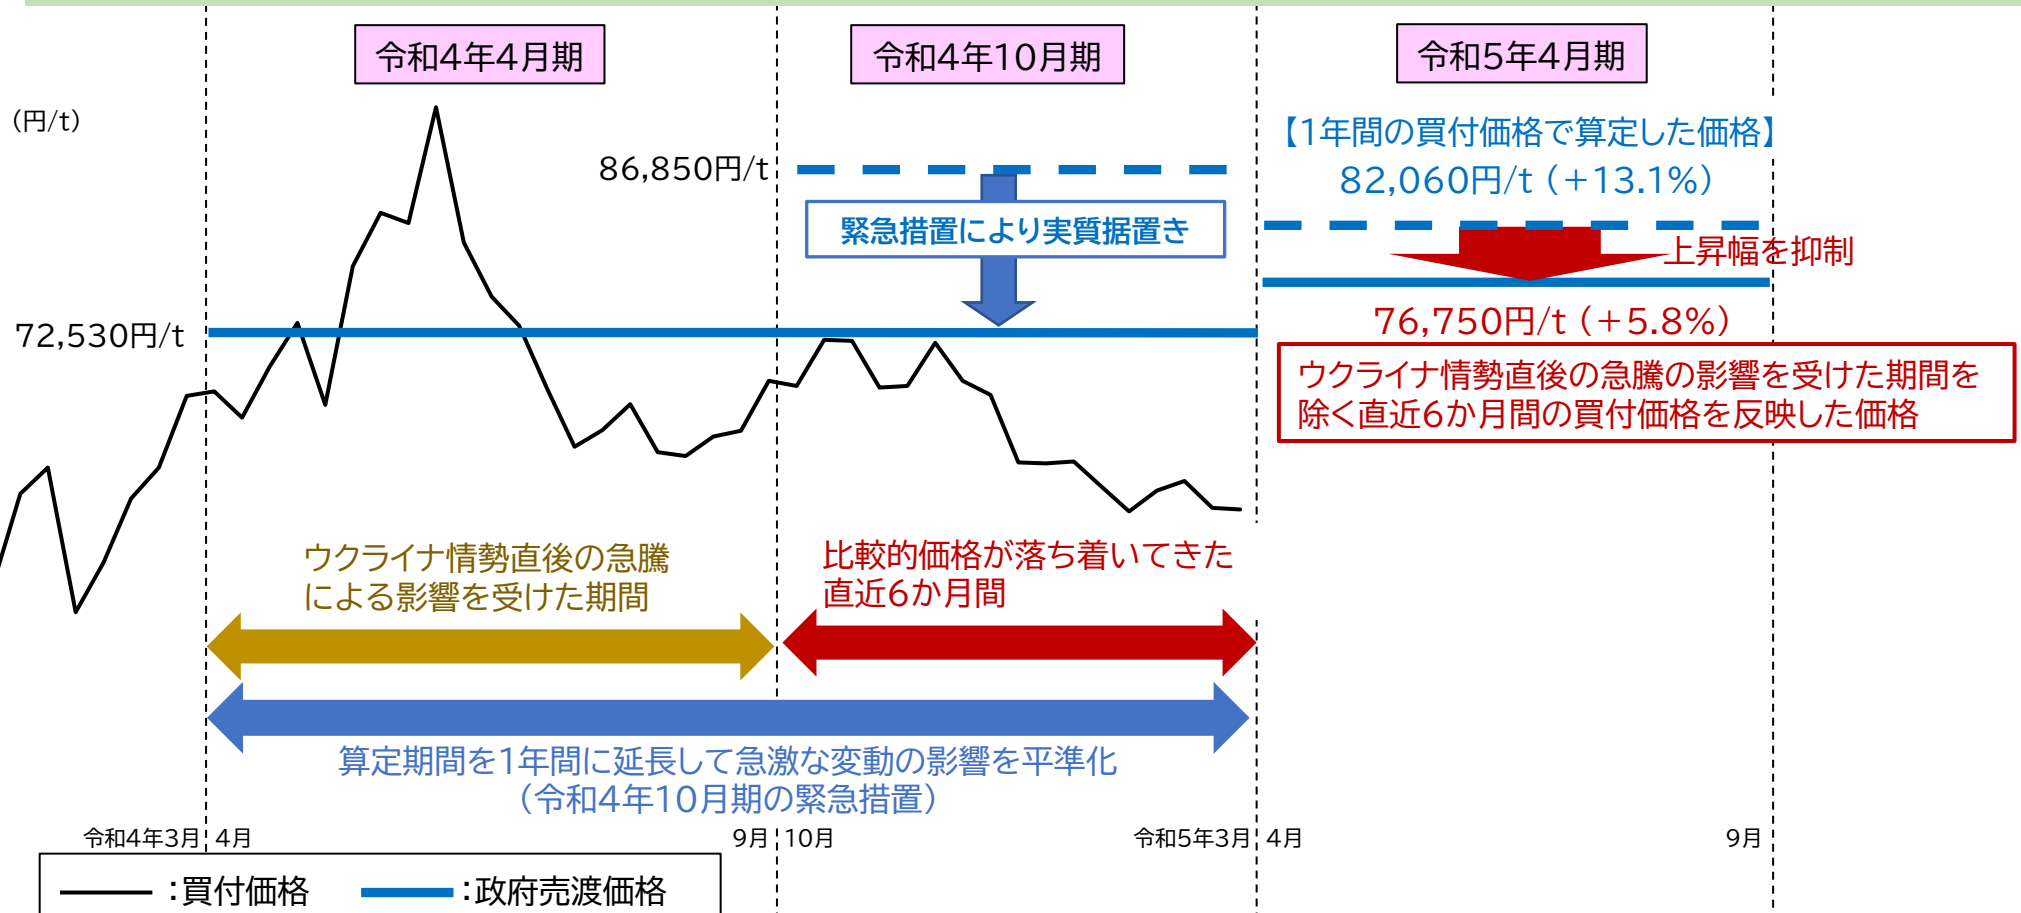 令和4年4月期
令和4年10月期
令和5年4月期
（円/t）
【1年間の買付価格で算定した価格】
86,850円/t
82,060円/t（＋13.1％）
緊急措置により実質据置き
上昇幅を抑制
72,530円/t
76,750円/t（＋5.8％）
ウクライナ情勢直後の急騰の影響を受けた期間を
除く直近6か月間の買付価格を反映した価格
ウクライナ情勢直後の急騰
による影響を受けた期間
比較的価格が落ち着いてきた
直近6か月間
算定期間を1年間に延長して急激な変動の影響を平準化
（令和4年10月期の緊急措置）
令和4年3月
4月
9月
10月
令和5年3月
4月
9月
：買付価格
：政府売渡価格